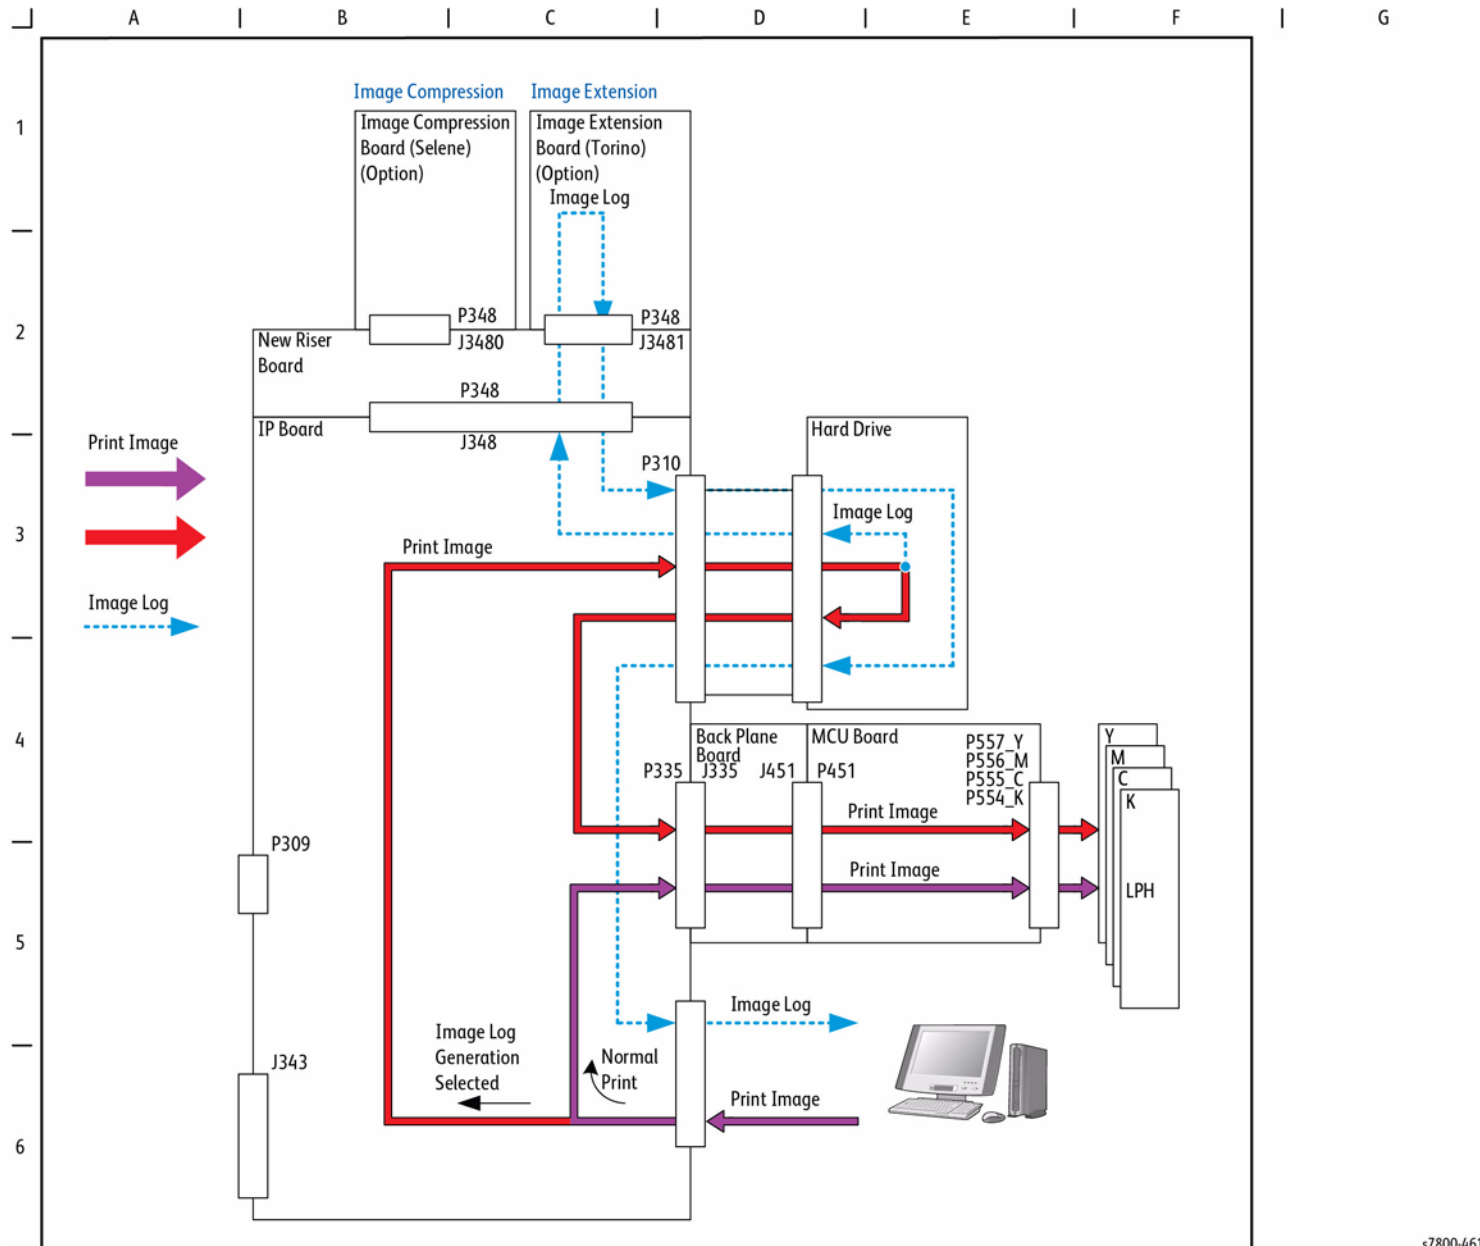 A
B
C
D
E
F
G
Image Compression
Image Extension
1
Image Compression
Board (Selene)
(Option)
Image Extension
Board (Torino)
(Option)
Image Log
P348
P348
2
New Riser
Board
J3480
J3481
P348
IP Board
J348
Hard Drive
Print Image
P310
3
Image Log
Print Image
Image Log
4
Back Plane
Board
MCU Board
P557_Y
P556_M
P555_C
P554_K
Y
M
C
K
P335
J335
J451
P451
Print Image
P309
Print Image
LPH
5
Image Log
Image Log
Generation
Selected
Normal
Print
J343
Print Image
6
s7800-461